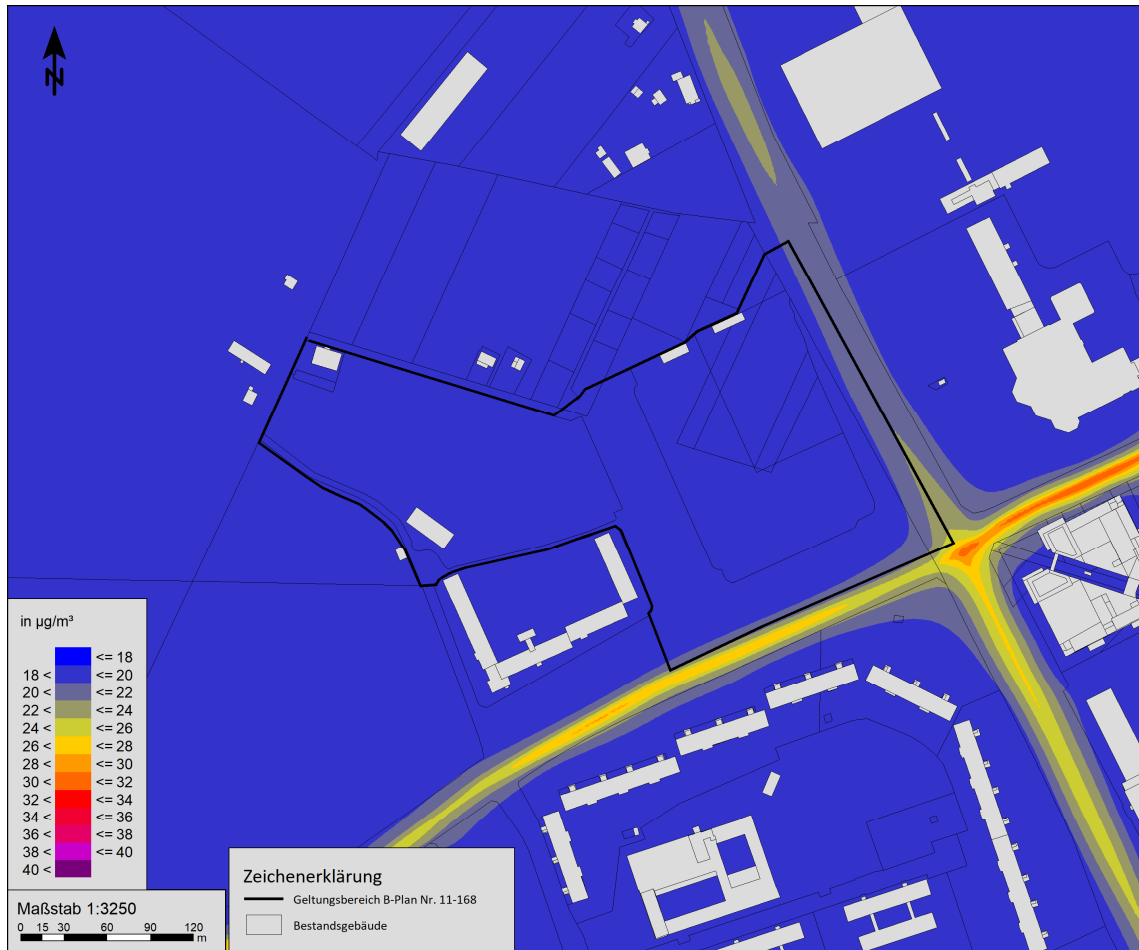 N
in µg/m³
<= 18
18 < <= 20
20 < <= 22
22 < <= 24
24 < <= 26
26 < <= 28
28 < <= 30
30 < <= 32
32 < <= 34
34 < <= 36
36 < <= 38
38 < <= 40
40 <
Maßstab 1:3250
0 15 30 60 90 120
m
Zeichenerklärung
Geltungsbereich B-Plan Nr. 11-168
Bestandsgebäude